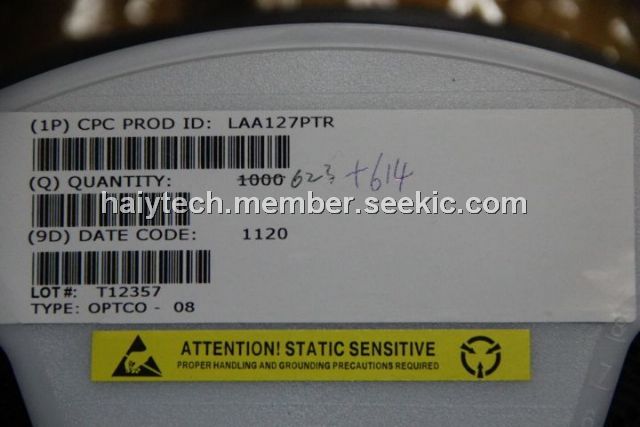 (1P) CPC PROD ID: LAA127PTR
(Q) QUANTITY: 1000 623 +614
haiytech.member.seekic.com
(9D) DATE CODE: 1120
LOT#: T12357
TYPE: OPTCO - 08
ATTENTION! STATIC SENSITIVE
PROPER HANDLING AND GROUNDING PRECAUTIONS REQUIRED